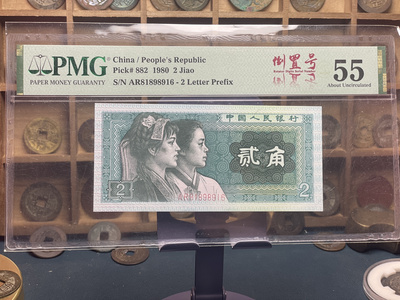 PMG
PAPER MONEY GUARANTY
China / People's Republic
Pick# 882 1980 2 Jiao
S/N AR81898916 - 2 Letter Prefix
倒置号
55
About Uncirculated
中国人民银行
贰角
2
AR81898916
2